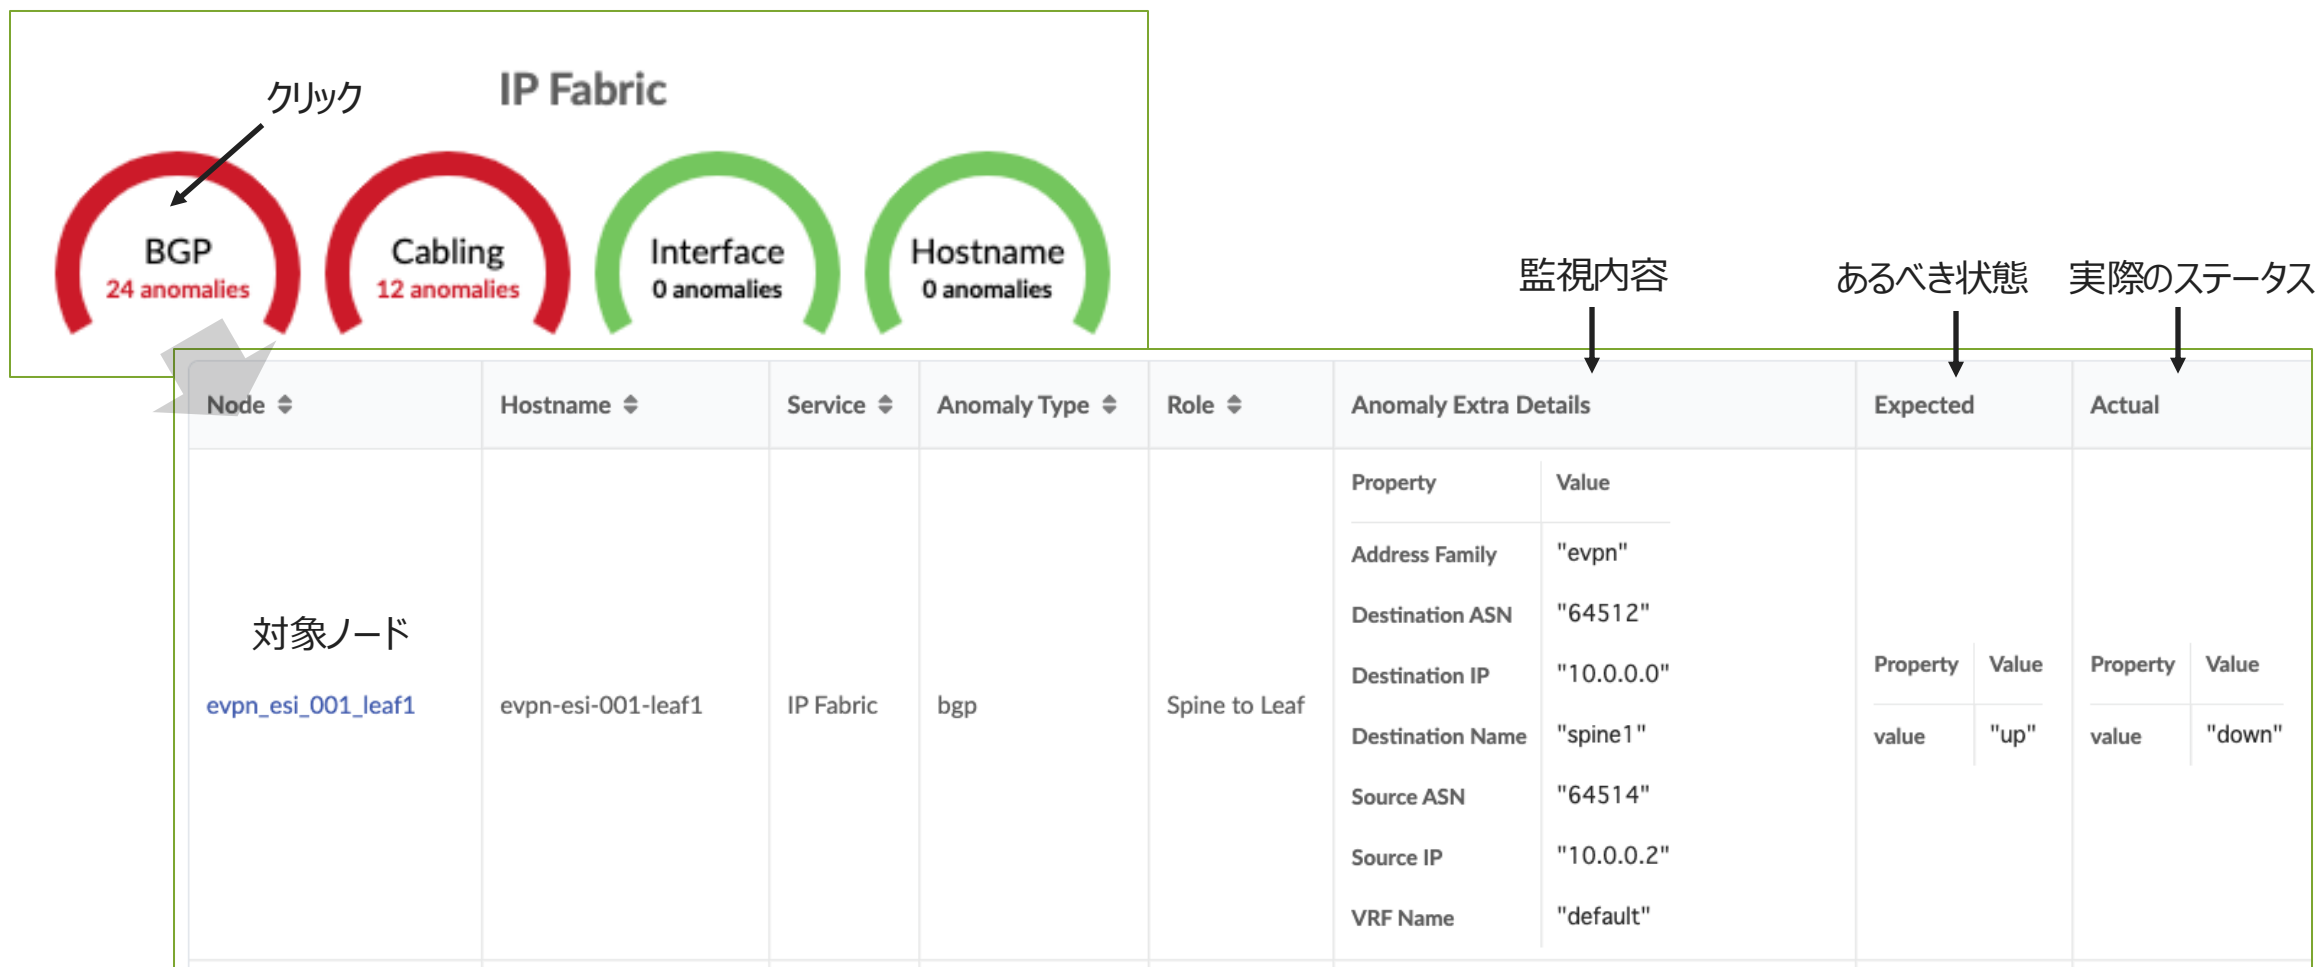 クリック
IP Fabric
BGP
24 anomalies
Cabling
12 anomalies
Interface
0 anomalies
Hostname
0 anomalies
監視内容
あるべき状態
実際のステータス
Node
Hostname
Service
Anomaly Type
Role
Anomaly Extra Details
Expected
Actual
対象ノード
evpn_esi_001_leaf1
evpn-esi-001-leaf1
IP Fabric
bgp
Spine to Leaf
Property Value
Address Family "evpn"
Destination ASN "64512"
Destination IP "10.0.0.0"
Destination Name "spine1"
Source ASN "64514"
Source IP "10.0.0.2"
VRF Name "default"
Property Value
value "up"
Property Value
value "down"